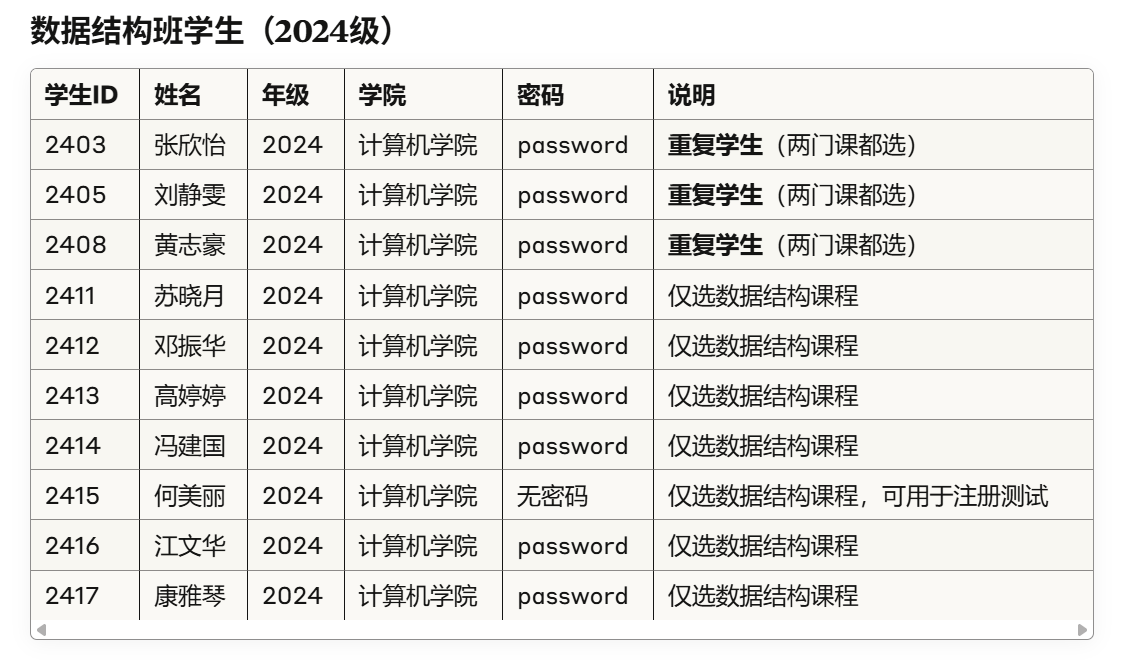 数据结构班学生（2024级）
学生ID 姓名 年级 学院 密码 说明
2403 张欣怡 2024 计算机学院 password 重复学生（两门课都选）
2405 刘静雯 2024 计算机学院 password 重复学生（两门课都选）
2408 黄志豪 2024 计算机学院 password 重复学生（两门课都选）
2411 苏晓月 2024 计算机学院 password 仅选数据结构课程
2412 邓振华 2024 计算机学院 password 仅选数据结构课程
2413 高婷婷 2024 计算机学院 password 仅选数据结构课程
2414 冯建国 2024 计算机学院 password 仅选数据结构课程
2415 何美丽 2024 计算机学院 无密码 仅选数据结构课程，可用于注册测试
2416 江文华 2024 计算机学院 password 仅选数据结构课程
2417 康雅琴 2024 计算机学院 password 仅选数据结构课程